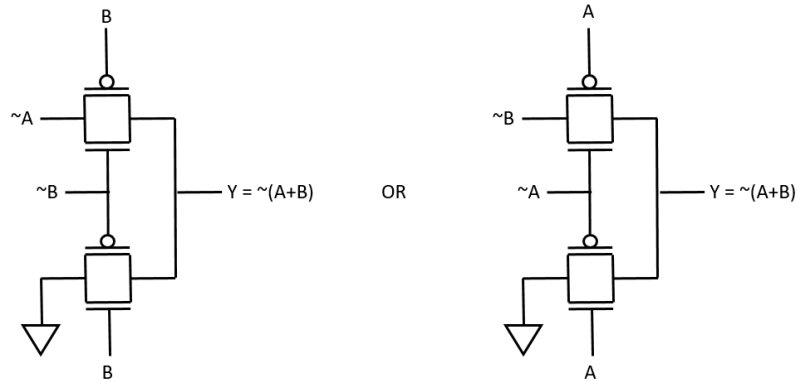 B
A
~A
~B
~B
Y = ~(A+B)
OR
~A
Y = ~(A+B)
B
A